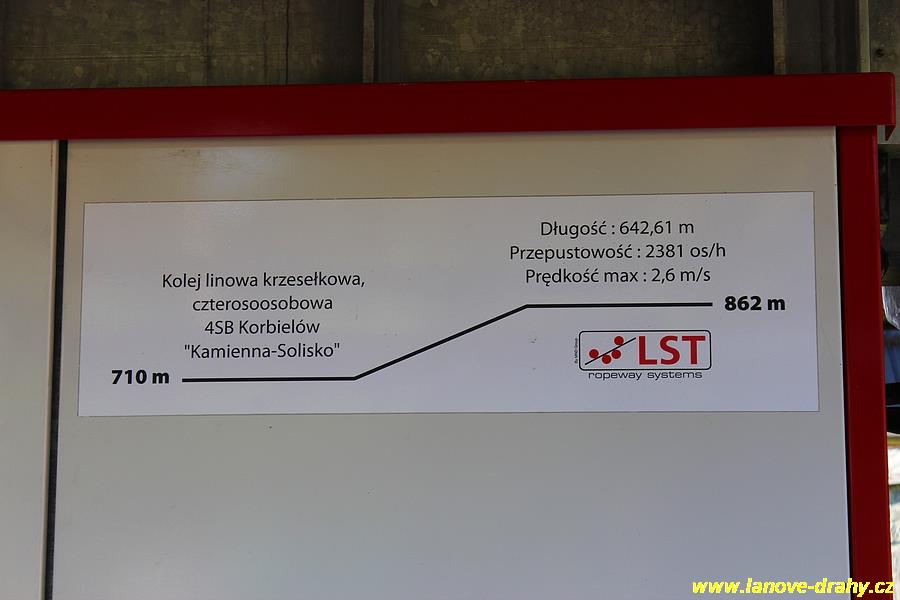 Długość : 642,61 m
Przepustowość : 2381 os/h
Prędkość max : 2,6 m/s
Kolej linowa krzesełkowa,
czterosoosobowa
4SB Korbielów
"Kamienna-Solisko"
710 m
862 m
LST
ropeway systems
www.lanove-drahy.cz